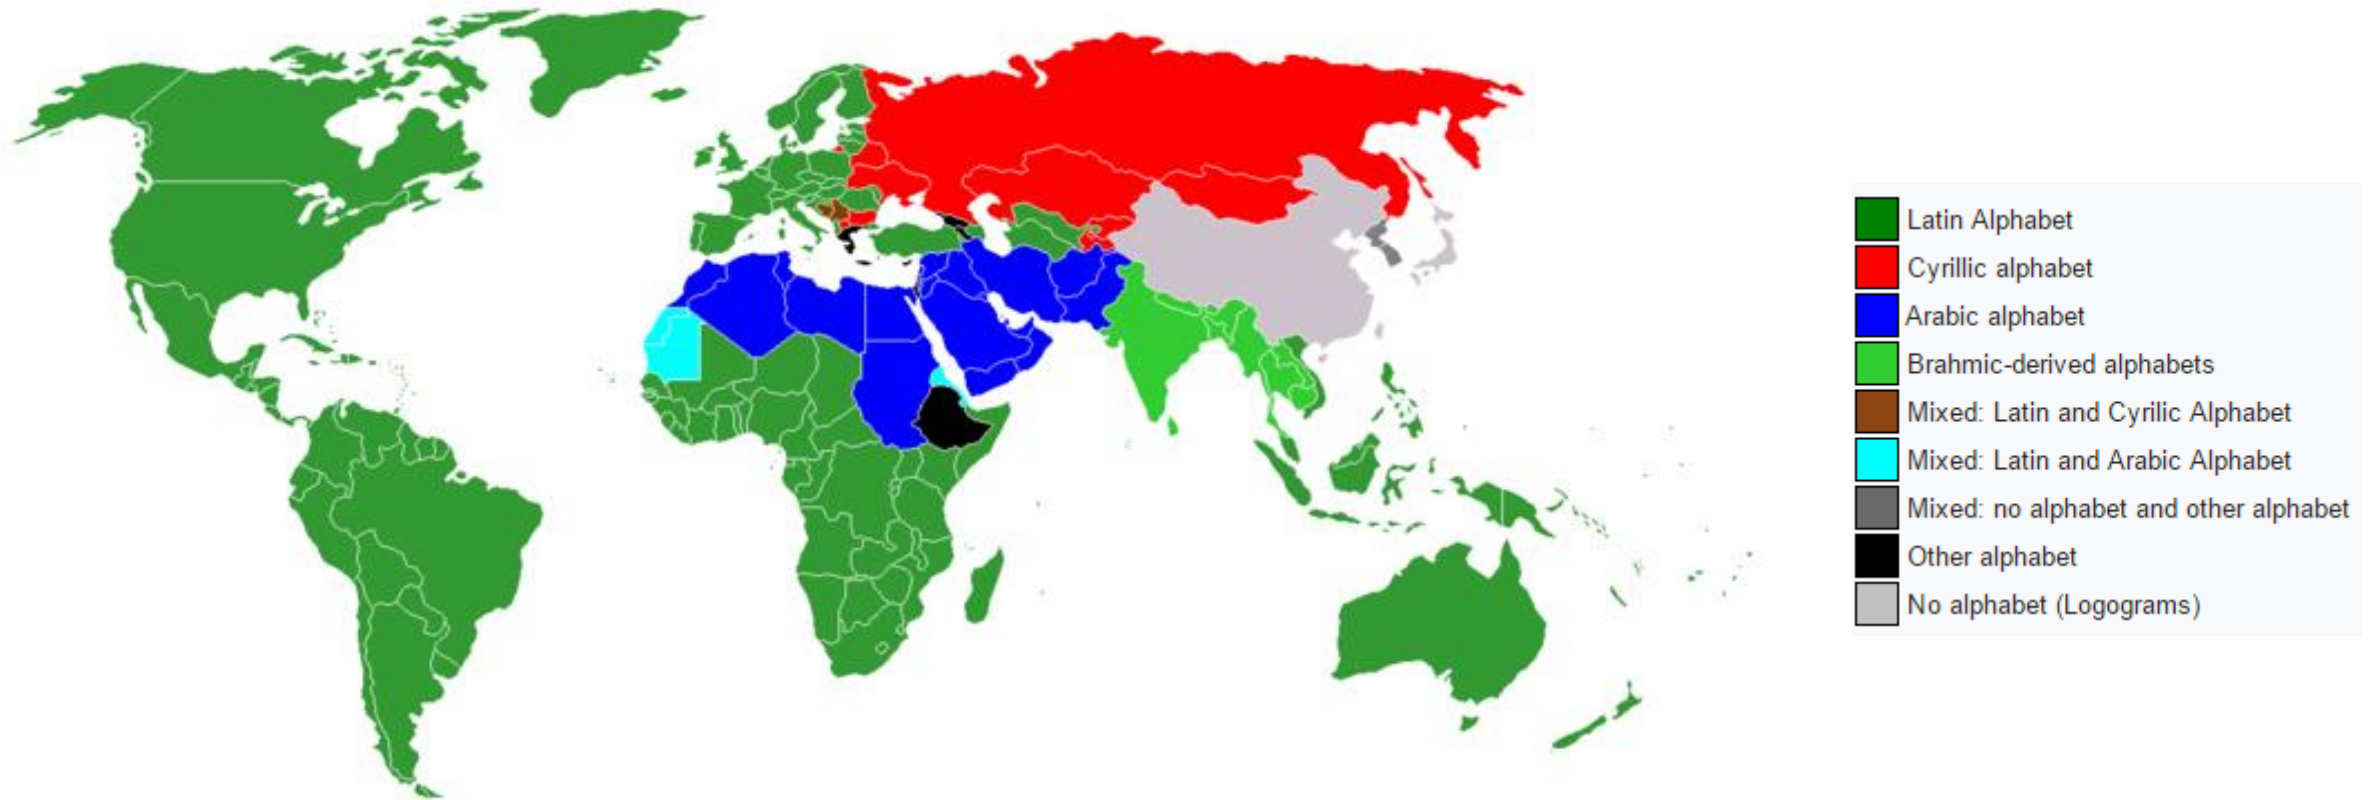 Latin Alphabet
Cyrillic alphabet
Arabic alphabet
Brahmic-derived alphabets
Mixed: Latin and Cyrilic Alphabet
Mixed: Latin and Arabic Alphabet
Mixed: no alphabet and other alphabet
Other alphabet
No alphabet (Logograms)